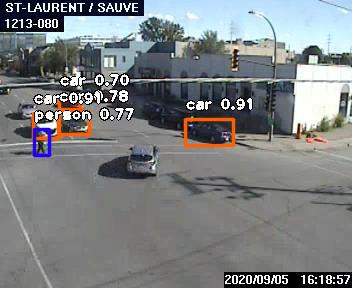 ST-LAURENT / SAUVE
1213-080
car 0.70
car 0.78
car 0.91
person 0.77
car 0.91
2020/09/05 16:18:57